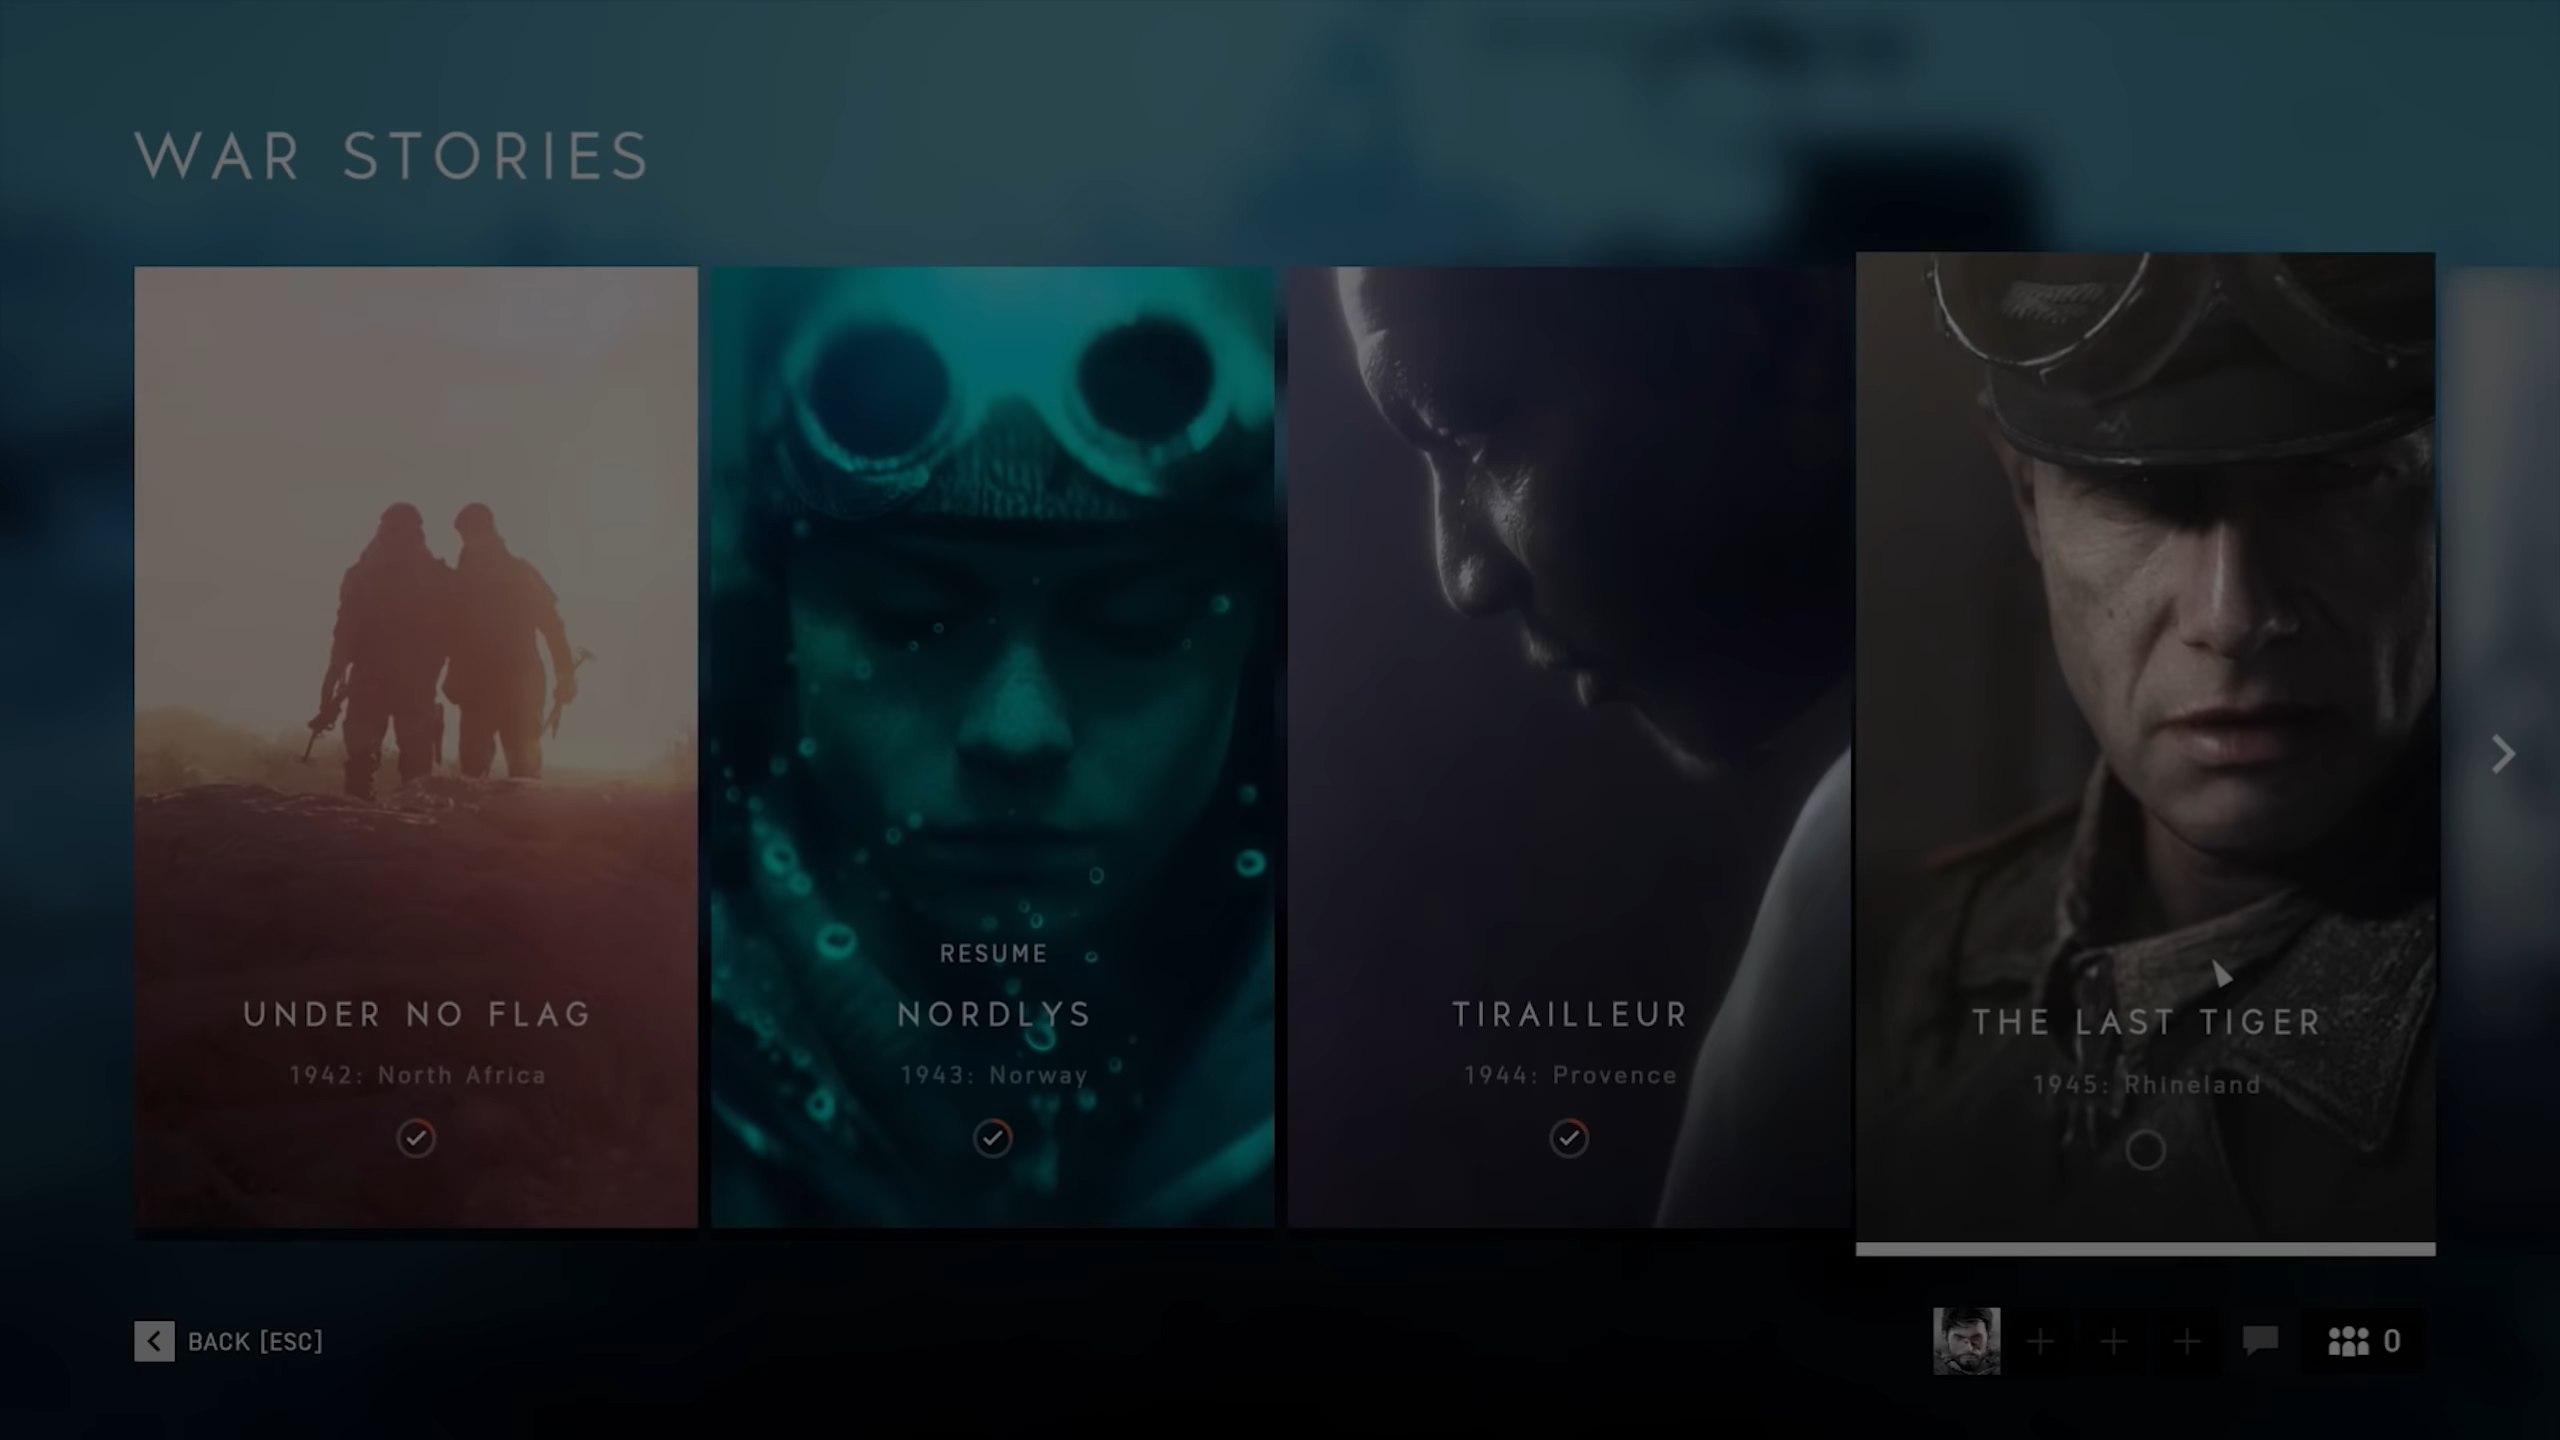 WAR STORIES
UNDER NO FLAG
1942: North Africa
RESUME
NORDLYS
1943: Norway
TIRAILLEUR
1944: Provence
THE LAST TIGER
1945: Rhineland
BACK [ESC]
0